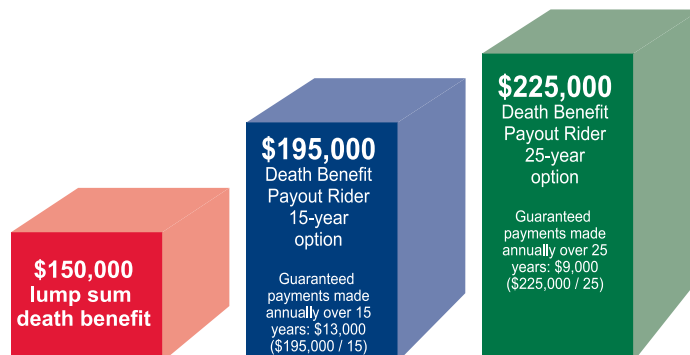 $150,000
lump sum
death benefit
$195,000
Death Benefit
Payout Rider
15-year
option
Guaranteed
payments made
annually over 15
years: $13,000
($195,000 / 15)
$225,000
Death Benefit
Payout Rider
25-year
option
Guaranteed
payments made
annually over 25
years: $9,000
($225,000 / 25)